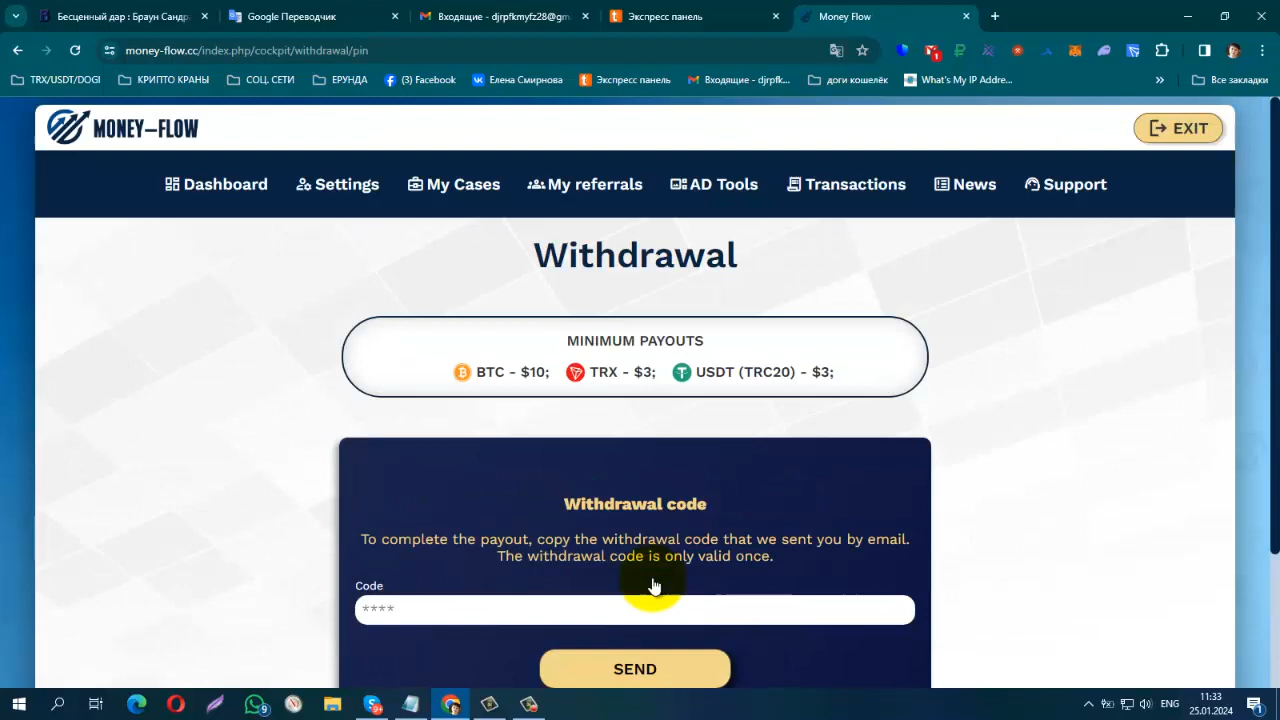 Бесценный дар : Браун Сандр
Google Переводчик
Входящие - djrpfkmyfz28@gm
Экспресс панель
Money Flow
money-flow.cc/index.php/cockpit/withdrawal/pin
TRX/USDT/DOGI
КРИПТО КРАНЫ
СОЦ. СЕТИ
ЕРУНДА
(3) Facebook
Елена Смирнова
Экспресс панель
Входящие - djrpfk...
доги кошелёк
What's My IP Addre...
Все закладки
MONEY-FLOW
EXIT
Dashboard
Settings
My Cases
My referrals
AD Tools
Transactions
News
Support
Withdrawal
MINIMUM PAYOUTS
BTC - $10; TRX - $3; USDT (TRC20) - $3;
Withdrawal code
To complete the payout, copy the withdrawal code that we sent you by email.
The withdrawal code is only valid once.
Code
****
SEND
ENG
11:33
25.01.2024